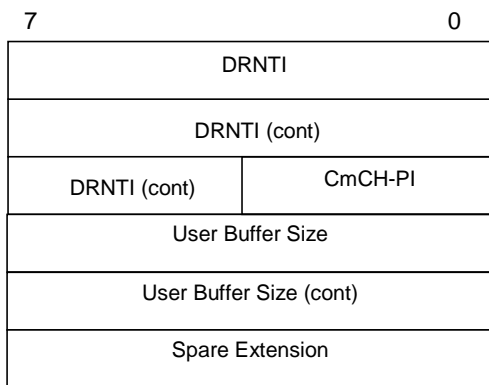 7 0
DRNTI
DRNTI (cont)
DRNTI (cont) CmCH-PI
User Buffer Size
User Buffer Size (cont)
Spare Extension